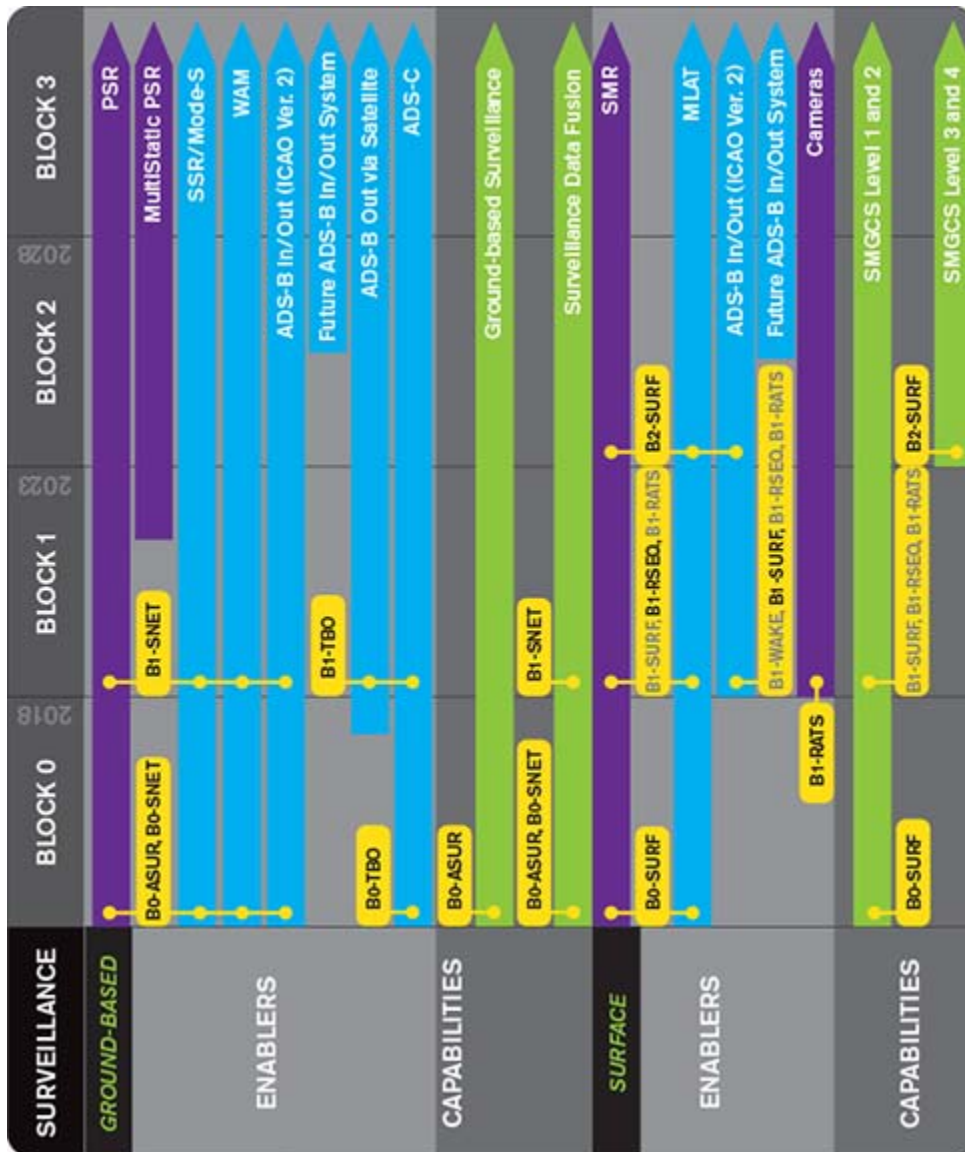 SURVEILLANCE
BLOCK 0
2018
BLOCK 1
2023
BLOCK 2
2028
BLOCK 3
GROUND-BASED
ENABLERS
PSR
B0-ASUR, B0-SNET
B1-SNET
MultiStatic PSR
SSR/Mode-S
WAM
ADS-B In/Out (ICAO Ver. 2)
B1-TBO
Future ADS-B In/Out System
B0-TBO
ADS-B Out via Satellite
ADS-C
CAPABILITIES
B0-ASUR
Ground-based Surveillance
B0-ASUR, B0-SNET
B1-SNET
Surveillance Data Fusion
SURFACE
ENABLERS
SMR
B0-SURF
B1-SURF, B1-RSEQ, B1-RATS
B2-SURF
MLAT
ADS-B In/Out (ICAO Ver. 2)
B1-WAKE, B1-SURF, B1-RSEQ, B1-RATS
Future ADS-B In/Out System
B1-RATS
Cameras
CAPABILITIES
SMGCS Level 1 and 2
B0-SURF
B1-SURF, B1-RSEQ, B1-RATS
B2-SURF
SMGCS Level 3 and 4